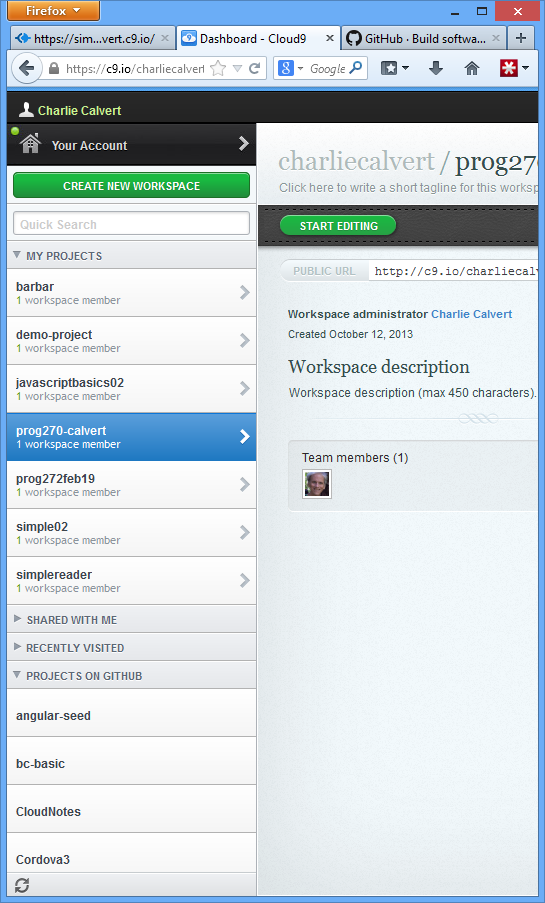 Firefox
https://sim...vert.c9.io/
Dashboard - Cloud9
GitHub · Build softwa...
https://c9.io/charliecalvert
Google
Charlie Calvert
Your Account
CREATE NEW WORKSPACE
Quick Search
MY PROJECTS
barbar
1 workspace member
demo-project
1 workspace member
javascriptbasics02
1 workspace member
prog270-calvert
1 workspace member
prog272feb19
1 workspace member
simple02
1 workspace member
simplereader
1 workspace member
SHARED WITH ME
RECENTLY VISITED
PROJECTS ON GITHUB
angular-seed
bc-basic
CloudNotes
Cordova3
charliecalvert / prog270
Click here to write a short tagline for this worksp
START EDITING
PUBLIC URL
http://c9.io/charliecalv
Workspace administrator Charlie Calvert
Created October 12, 2013
Workspace description
Workspace description (max 450 characters).
Team members (1)